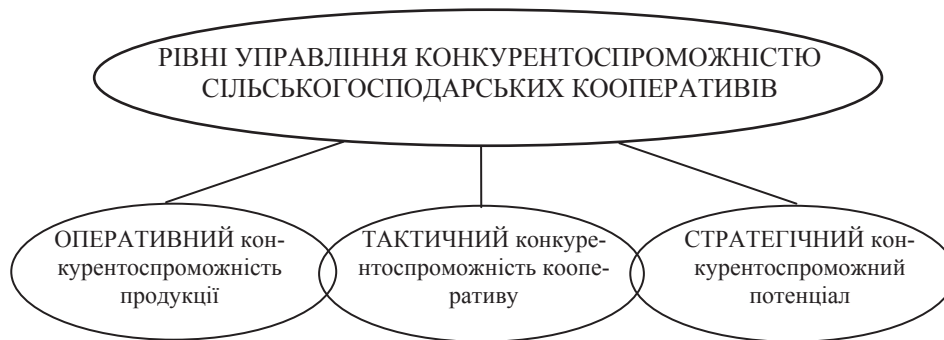 РІВНІ УПРАВЛІННЯ КОНКУРЕНТОСПРОМОЖНІСТЮ
СІЛЬСЬКОГОСПОДАРСЬКИХ КООПЕРАТИВІВ
ОПЕРАТИВНИЙ кон-
курентоспроможність
продукції
ТАКТИЧНИЙ конкуре-
нтоспроможність коопе-
ративу
СТРАТЕГІЧНИЙ кон-
курентоспроможний
потенціал